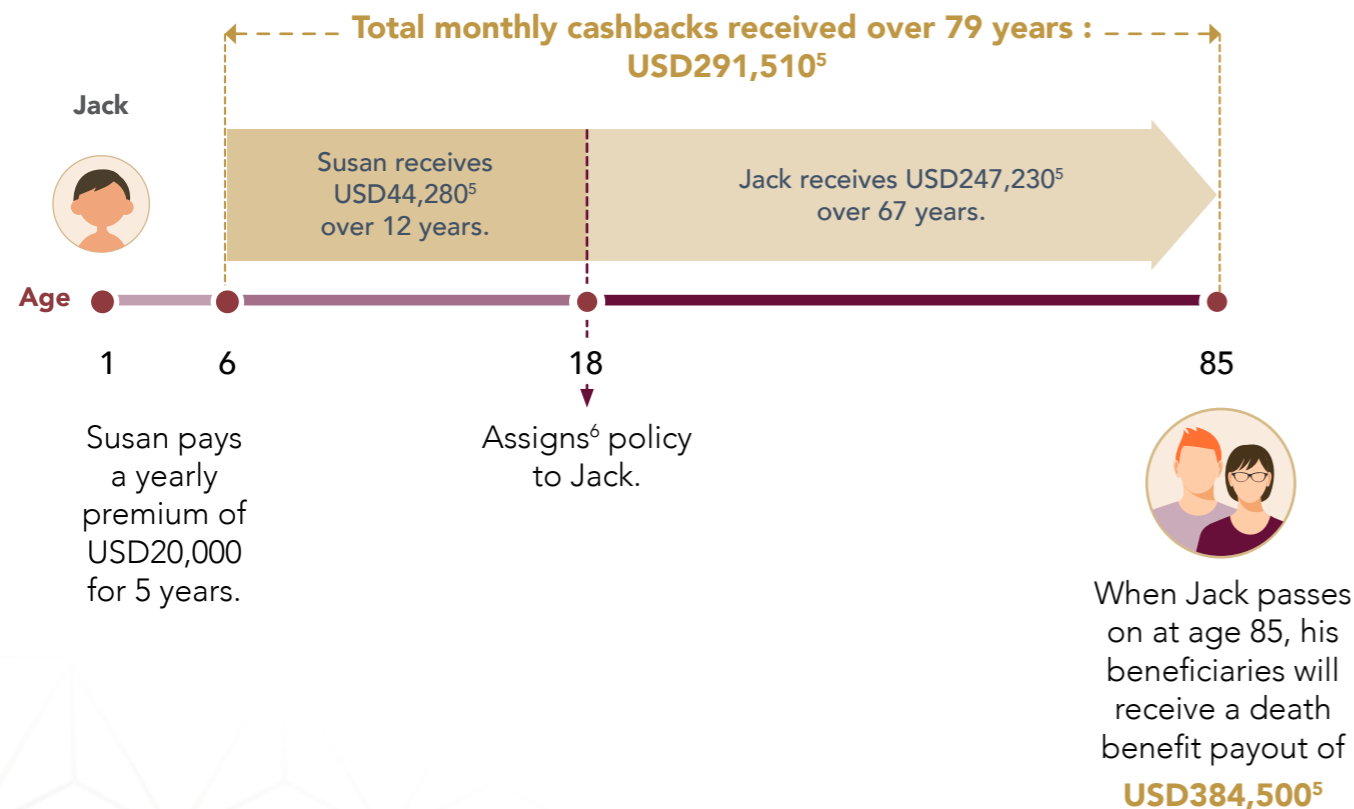 Total monthly cashbacks received over 79 years :
USD291,510⁵
Jack
Susan receives
USD44,280⁵
over 12 years.
Jack receives USD247,230⁵
over 67 years.
Age
1
6
18
85
Susan pays
a yearly
premium of
USD20,000
for 5 years.
Assigns⁶ policy
to Jack.
When Jack passes
on at age 85, his
beneficiaries will
receive a death
benefit payout of
USD384,500⁵